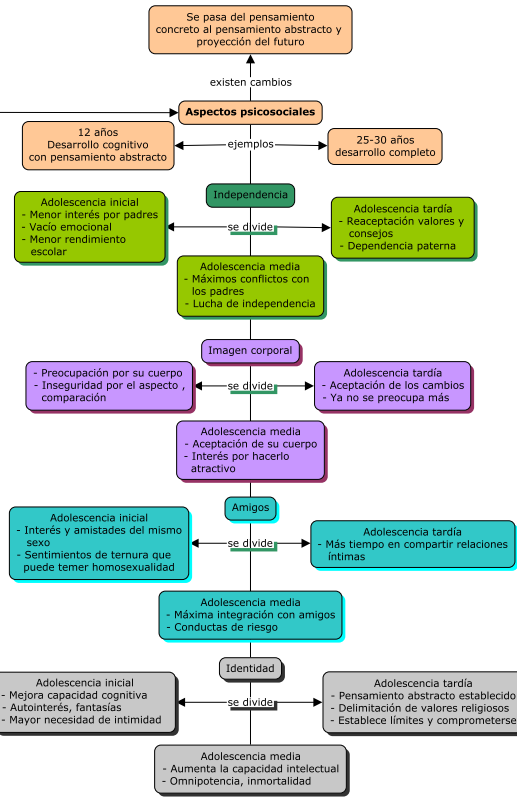 Se pasa del pensamiento
concreto al pensamiento abstracto y
proyección del futuro
existen cambios
Aspectos psicosociales
12 años
Desarrollo cognitivo
con pensamiento abstracto
ejemplos
25-30 años
desarrollo completo
Independencia
Adolescencia inicial
- Menor interés por padres
- Vacío emocional
- Menor rendimiento
escolar
se divide
Adolescencia tardía
- Reaceptación valores y
consejos
- Dependencia paterna
Adolescencia media
- Máximos conflictos con
los padres
- Lucha de independencia
Imagen corporal
- Preocupación por su cuerpo
- Inseguridad por el aspecto ,
comparación
se divide
Adolescencia tardía
- Aceptación de los cambios
- Ya no se preocupa más
Adolescencia media
- Aceptación de su cuerpo
- Interés por hacerlo
atractivo
Amigos
Adolescencia inicial
- Interés y amistades del mismo
sexo
- Sentimientos de ternura que
puede temer homosexualidad
se divide
Adolescencia tardía
- Más tiempo en compartir relaciones
íntimas
Adolescencia media
- Máxima integración con amigos
- Conductas de riesgo
Identidad
Adolescencia inicial
- Mejora capacidad cognitiva
- Autointerés, fantasías
- Mayor necesidad de intimidad
se divide
Adolescencia tardía
- Pensamiento abstracto establecido
- Delimitación de valores religiosos
- Establece límites y comprometerse
Adolescencia media
- Aumenta la capacidad intelectual
- Omnipotencia, inmortalidad